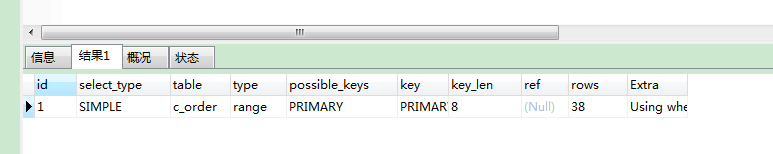 信息 结果1 概况 状态
id select_type table type possible_keys key key_len ref rows Extra
1 SIMPLE c_order range PRIMARY PRIMAR 8 (Null) 38 Using whe